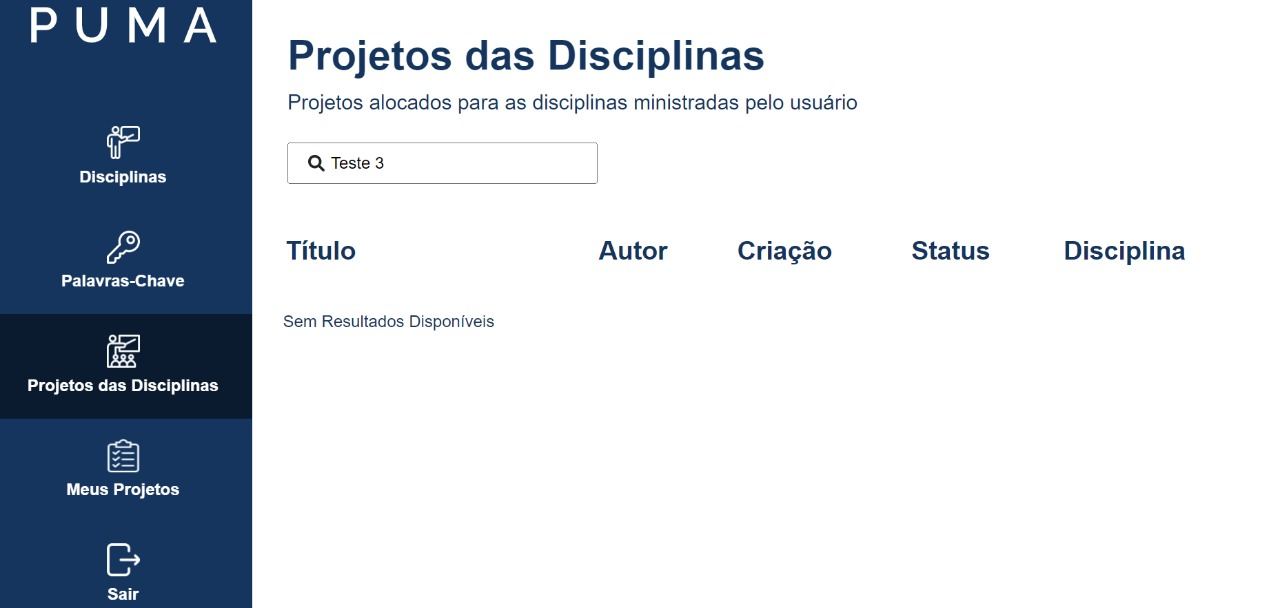 PUMA
Disciplinas
Palavras-Chave
Projetos das Disciplinas
Meus Projetos
Sair
Projetos das Disciplinas
Projetos alocados para as disciplinas ministradas pelo usuário
Teste 3
Título Autor Criação Status Disciplina
Sem Resultados Disponíveis